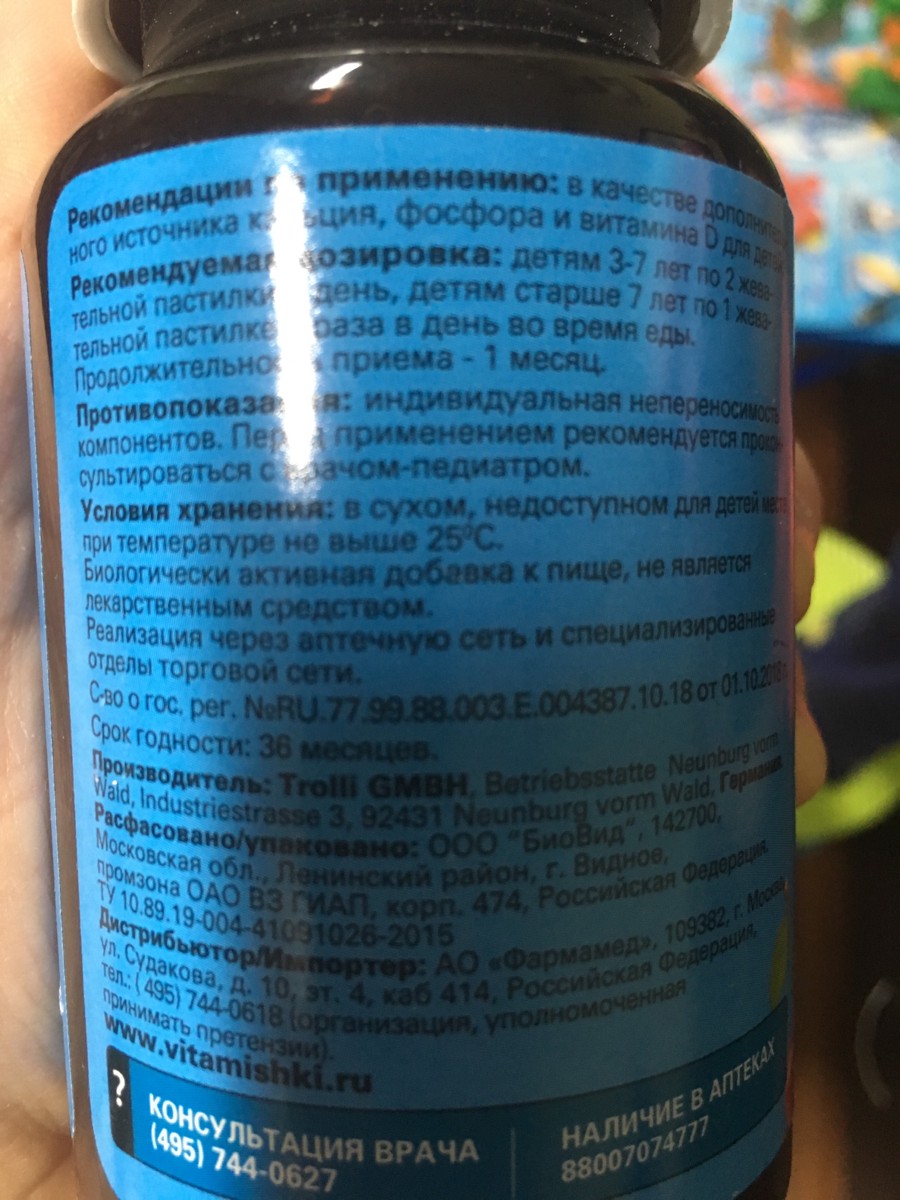 Рекомендации по применению: в качестве дополнитель
ного источника кальция, фосфора и витамина D для детей
Рекомендуемая дозировка: детям 3-7 лет по 2 жева-
тельной пастилки день, детям старше 7 лет по 1 жева-
тельной пастилке раза в день во время еды.
Продолжительность приема - 1 месяц.
Противопоказания: индивидуальная непереносимость
компонентов. Перед применением рекомендуется прокон-
сультироваться с врачом-педиатром.
Условия хранения: в сухом, недоступном для детей месте
при температуре не выше 25°C.
Биологически активная добавка к пище, не является
лекарственным средством.
Реализация через аптечную сеть и специализированные
отделы торговой сети.
С-во о гос. рег. №RU.77.99.88.003.Е.004387.10.18 от 01.10.2018 г.
Срок годности: 36 месяцев.
Производитель: Trolli GMBH, Betriebsstatte Neunburg vorm
Wald, Industriestrasse 3, 92431 Neunburg vorm Wald, Германия
Расфасовано/упаковано: ООО "БиоВид", 142700,
Московская обл., Ленинский район, г. Видное,
промзона ОАО ВЗ ГИАП, корп. 474, Российская Федерация,
ТУ 10.89.19-004-41091026-2015
Дистрибьютор/Импортер: АО «Фармамед», 109382, г. Москва,
ул. Судакова, д. 10, эт. 4, каб 414, Российская Федерация,
тел.: (495) 744-0618 (организация, уполномоченная
принимать претензии).
www.vitamishki.ru
? КОНСУЛЬТАЦИЯ ВРАЧА
(495) 744-0627
НАЛИЧИЕ В АПТЕКАХ
88007074777